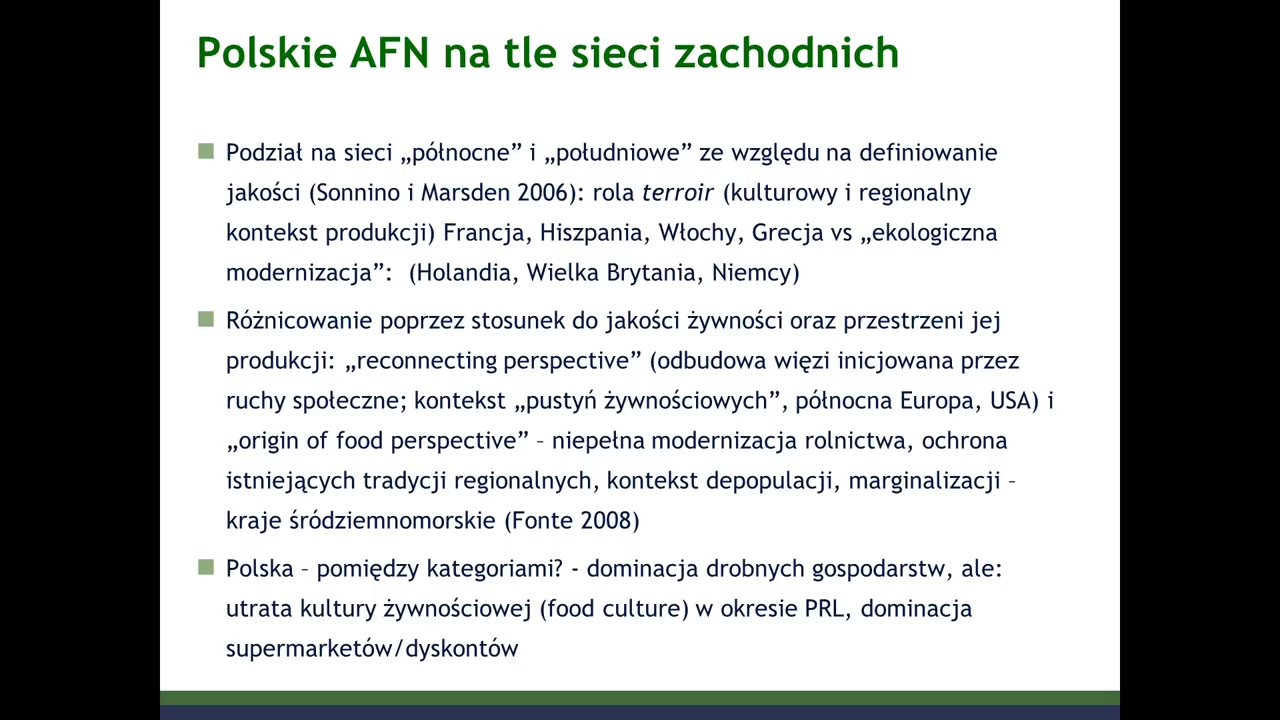 Polskie AFN na tle sieci zachodnich
Podział na sieci „północne” i „południowe” ze względu na definiowanie
jakości (Sonnino i Marsden 2006): rola terroir (kulturowy i regionalny
kontekst produkcji) Francja, Hiszpania, Włochy, Grecja vs „ekologiczna
modernizacja”:  (Holandia, Wielka Brytania, Niemcy)
Różnicowanie poprzez stosunek do jakości żywności oraz przestrzeni jej
produkcji: „reconnecting perspective” (odbudowa więzi inicjowana przez
ruchy społeczne; kontekst „pustyń żywnościowych”, północna Europa, USA) i
„origin of food perspective” – niepełna modernizacja rolnictwa, ochrona
istniejących tradycji regionalnych, kontekst depopulacji, marginalizacji –
kraje śródziemnomorskie (Fonte 2008)
Polska – pomiędzy kategoriami? - dominacja drobnych gospodarstw, ale:
utrata kultury żywnościowej (food culture) w okresie PRL, dominacja
supermarketów/dyskontów